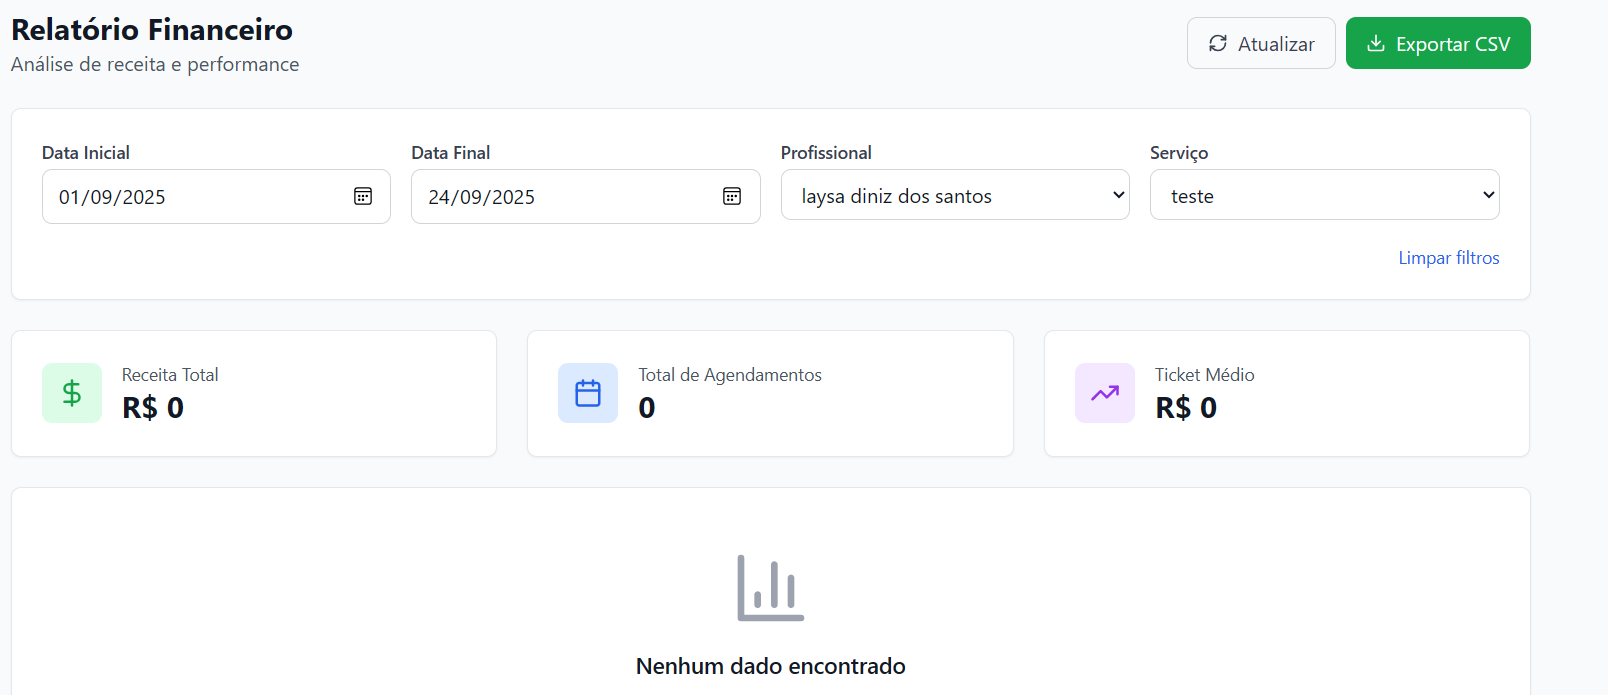 Relatório Financeiro
Análise de receita e performance
Atualizar
Exportar CSV
Data Inicial
01/09/2025
Data Final
24/09/2025
Profissional
laysa diniz dos santos
Serviço
teste
Limpar filtros
Receita Total
R$ 0
Total de Agendamentos
0
Ticket Médio
R$ 0
Nenhum dado encontrado